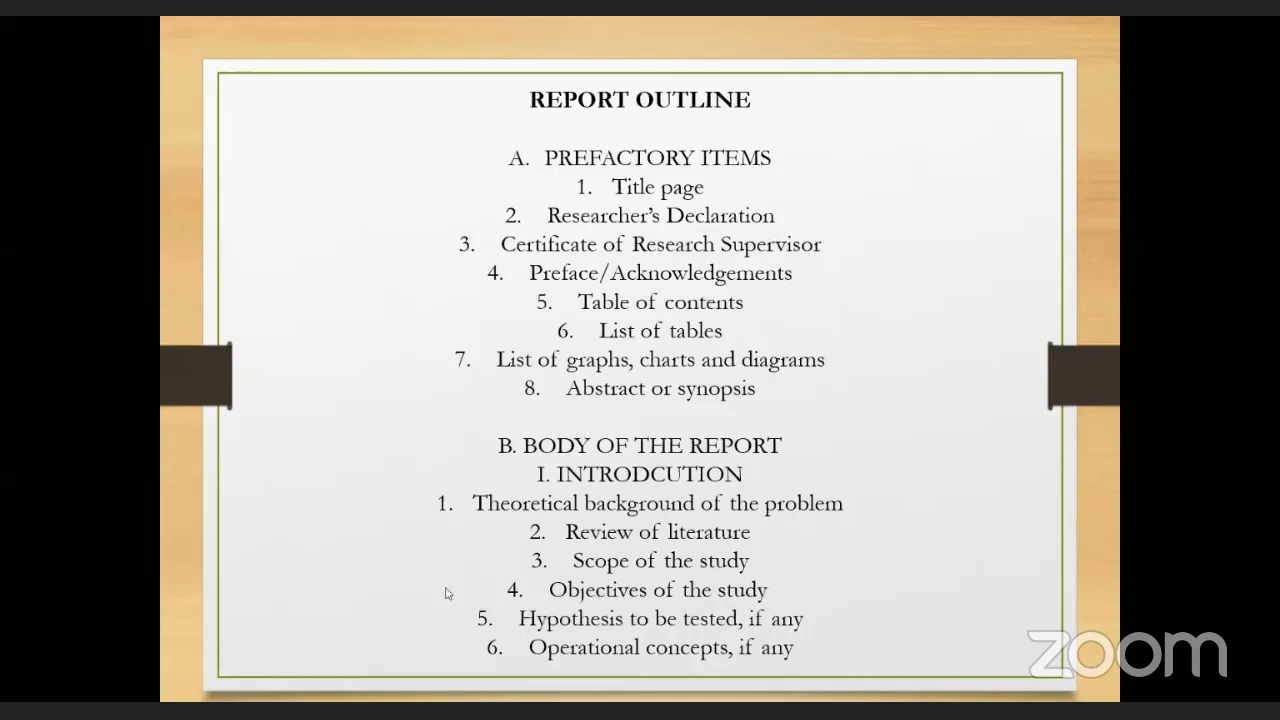 REPORT OUTLINE
A. PREFACTORY ITEMS
1. Title page
2. Researcher's Declaration
3. Certificate of Research Supervisor
4. Preface/Acknowledgements
5. Table of contents
6. List of tables
7. List of graphs, charts and diagrams
8. Abstract or synopsis
B. BODY OF THE REPORT
I. INTRODCUTION
1. Theoretical background of the problem
2. Review of literature
3. Scope of the study
4. Objectives of the study
5. Hypothesis to be tested, if any
6. Operational concepts, if any
zoom